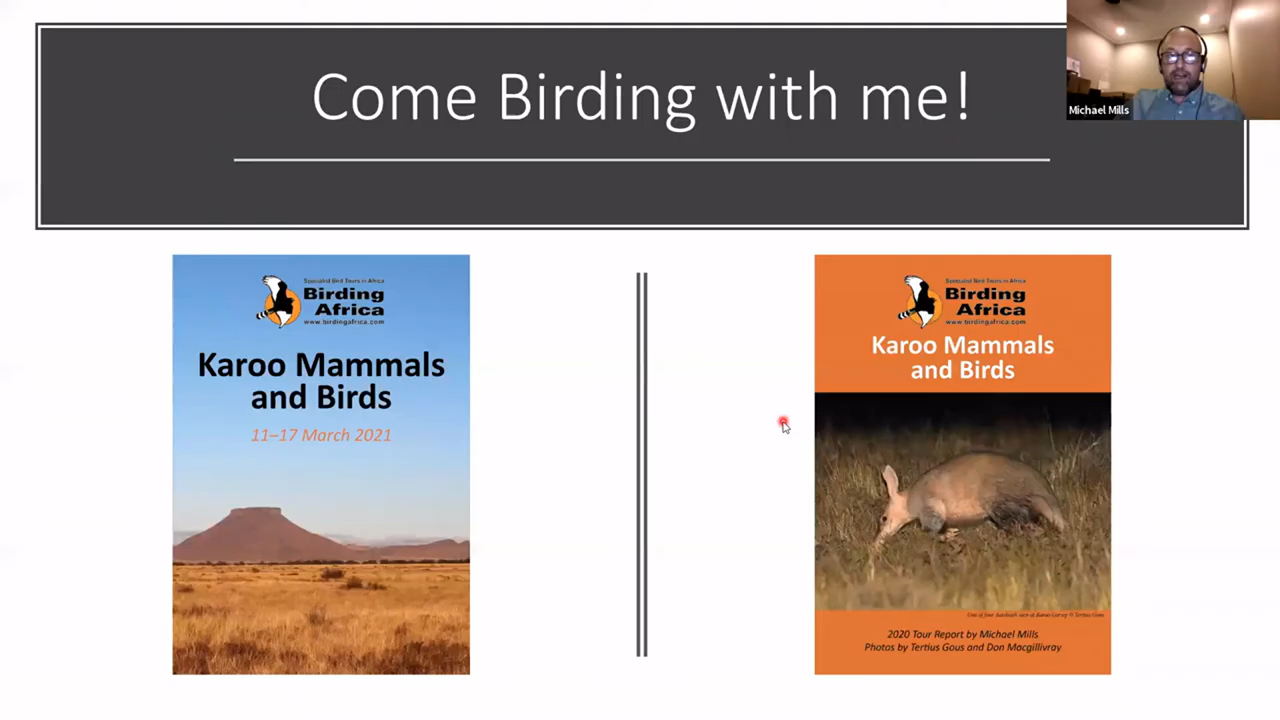 Come Birding with me!
Michael Mills
Specialist Bird Tours in Africa
Birding
Africa
www.birdingafrica.com
Karoo Mammals
and Birds
11–17 March 2021
Specialist Bird Tours in Africa
Birding
Africa
www.birdingafrica.com
Karoo Mammals
and Birds
2020 Tour Report by Michael Mills
Photos by Tertius Gous and Don Macgillivray